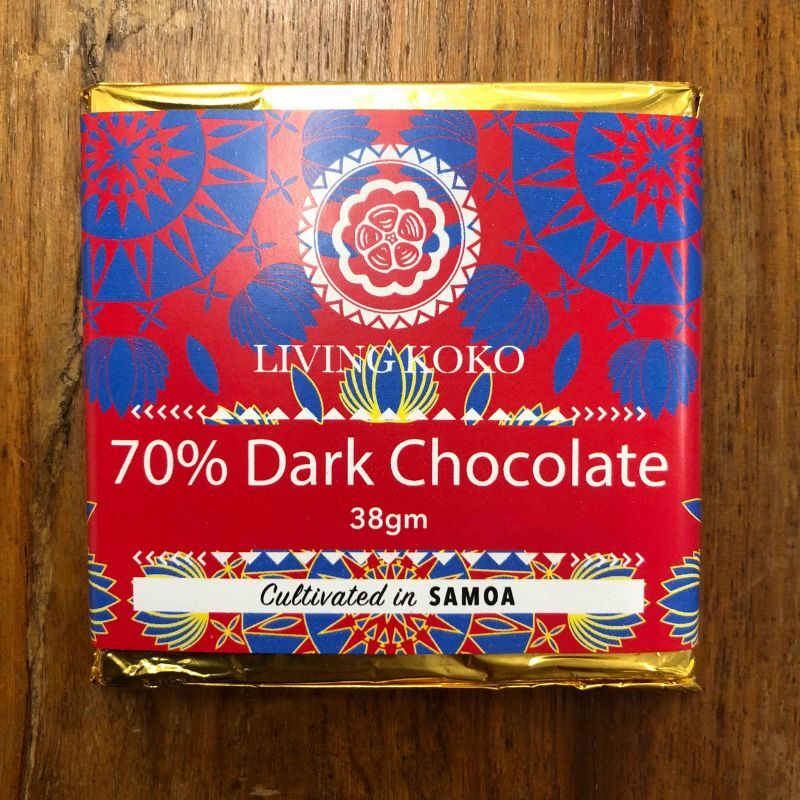 LIVING KOKO
70% Dark Chocolate
38gm
Cultivated in SAMOA